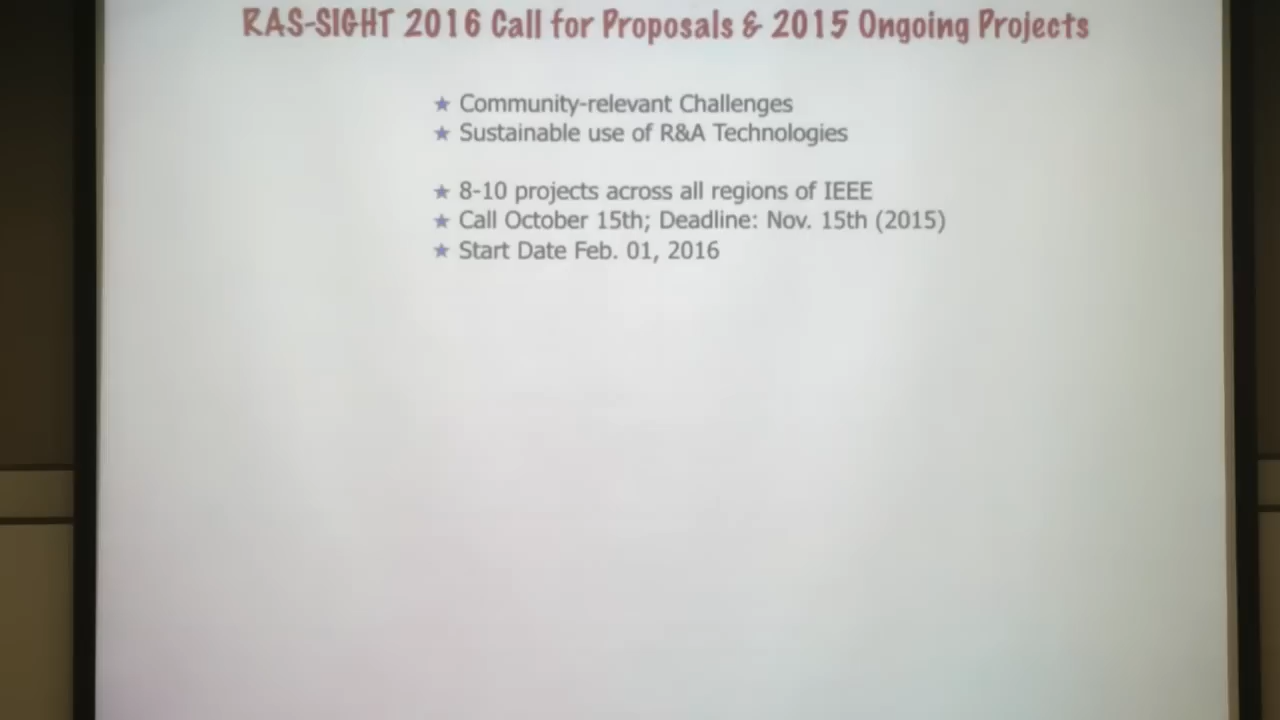 RAS-SIGHT 2016 Call for Proposals & 2015 Ongoing Projects
★ Community-relevant Challenges
★ Sustainable use of R&A Technologies
★ 8-10 projects across all regions of IEEE
★ Call October 15th; Deadline: Nov. 15th (2015)
★ Start Date Feb. 01, 2016